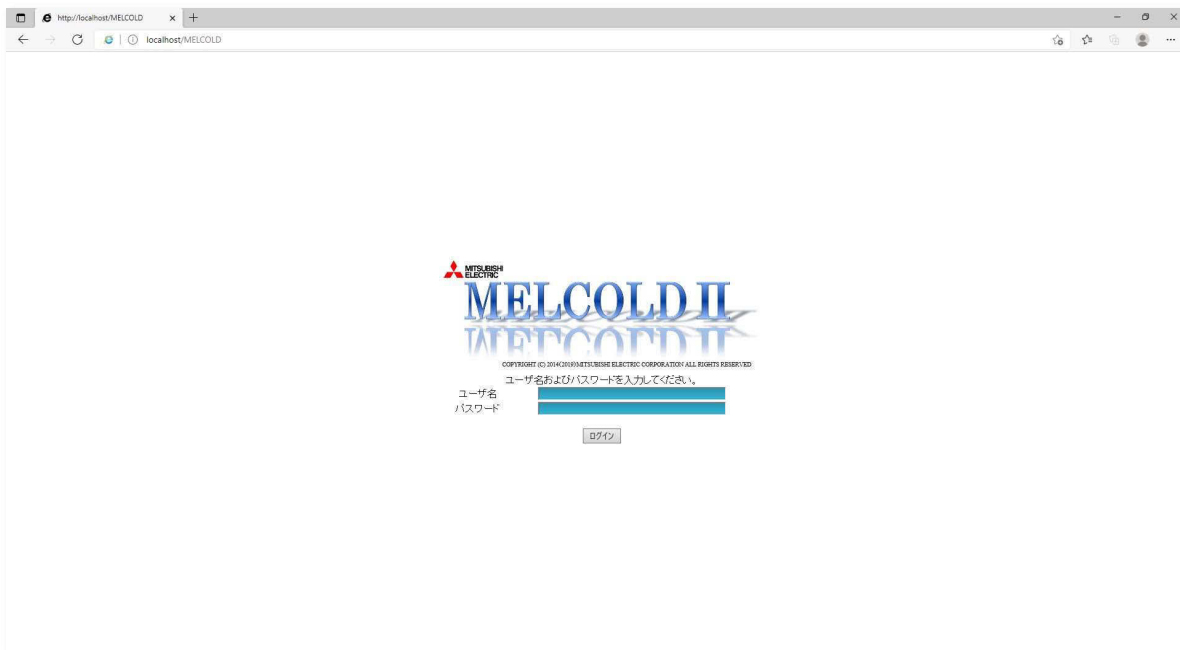 http://localhost/MELCOLD
localhost/MELCOLD
MITSUBISHI
ELECTRIC
MELCOLD II
COPYRIGHT (C) 2014(2019)MITSUBISHI ELECTRIC CORPORATION ALL RIGHTS RESERVED
ユーザ名およびパスワードを入力してください。
ユーザ名
パスワード
ログイン